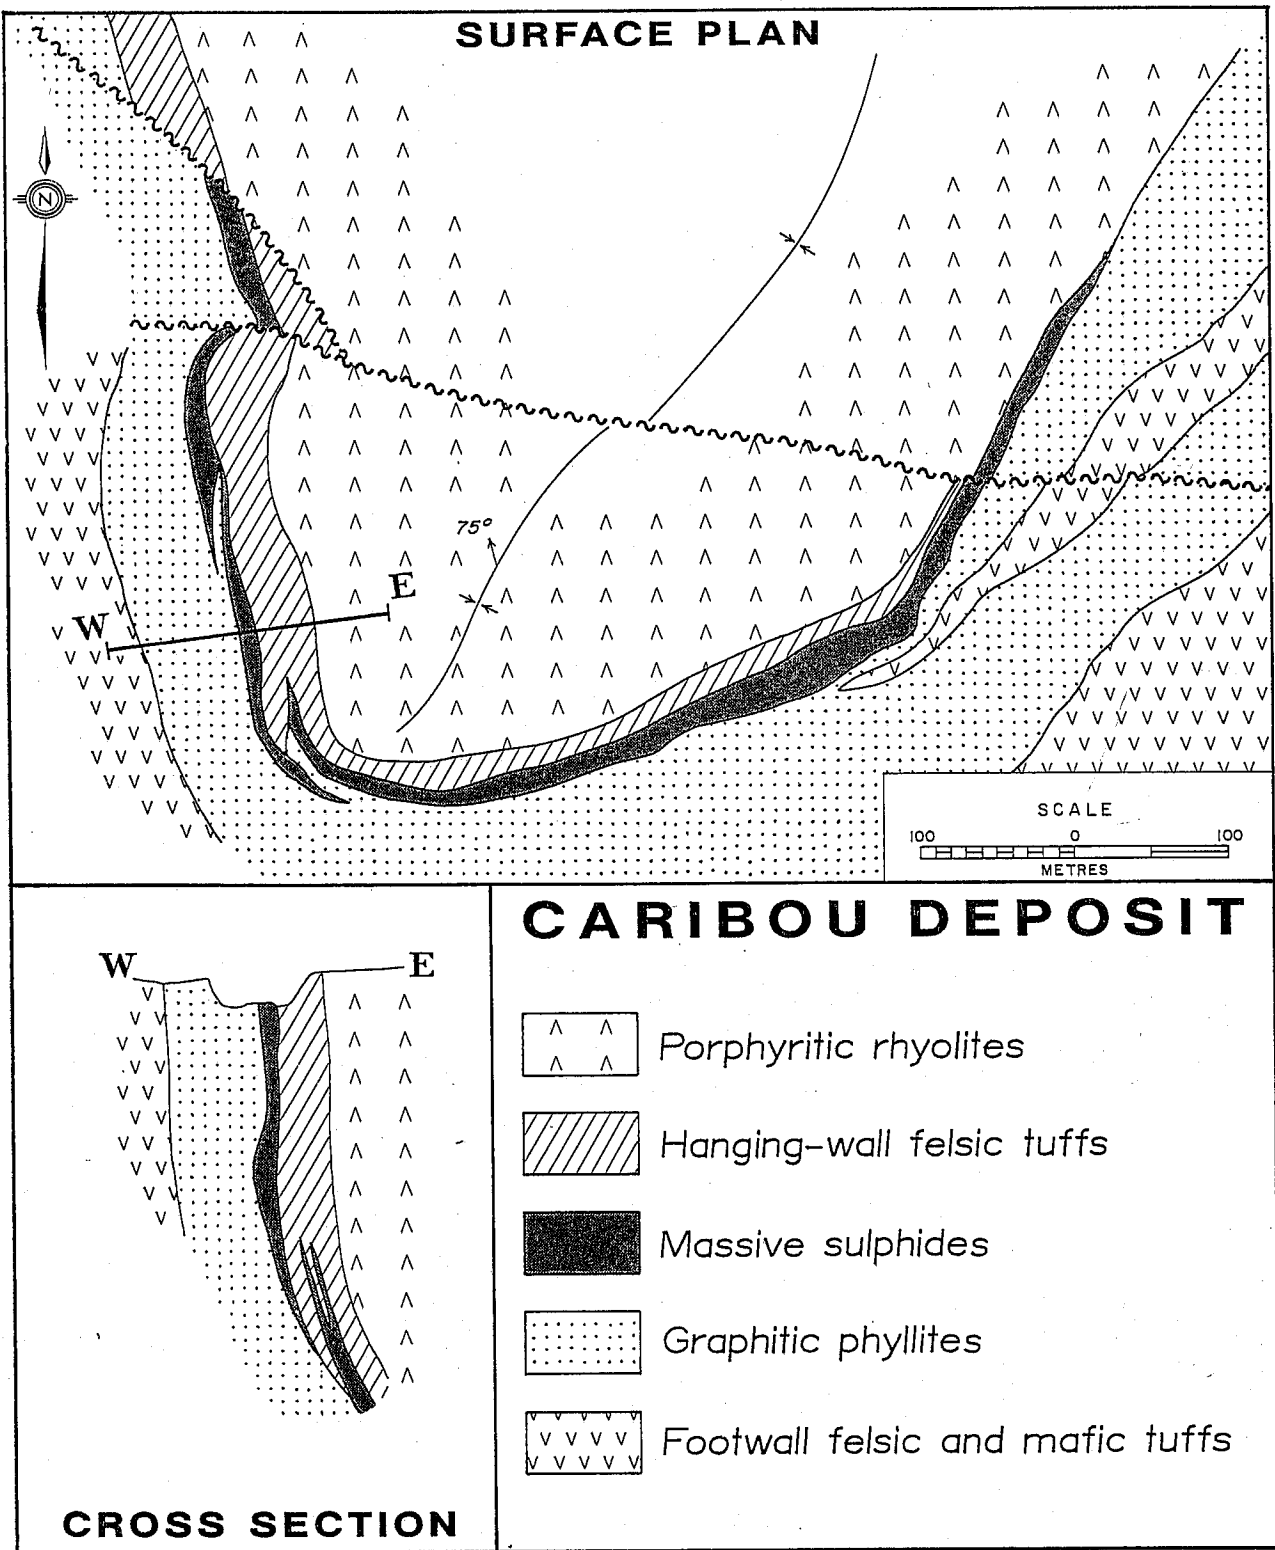 SURFACE PLAN
N
75°
W
E
SCALE
100 0 100
METRES
W
E
CROSS SECTION
CARIBOU DEPOSIT
Porphyritic rhyolites
Hanging-wall felsic tuffs
Massive sulphides
Graphitic phyllites
Footwall felsic and mafic tuffs